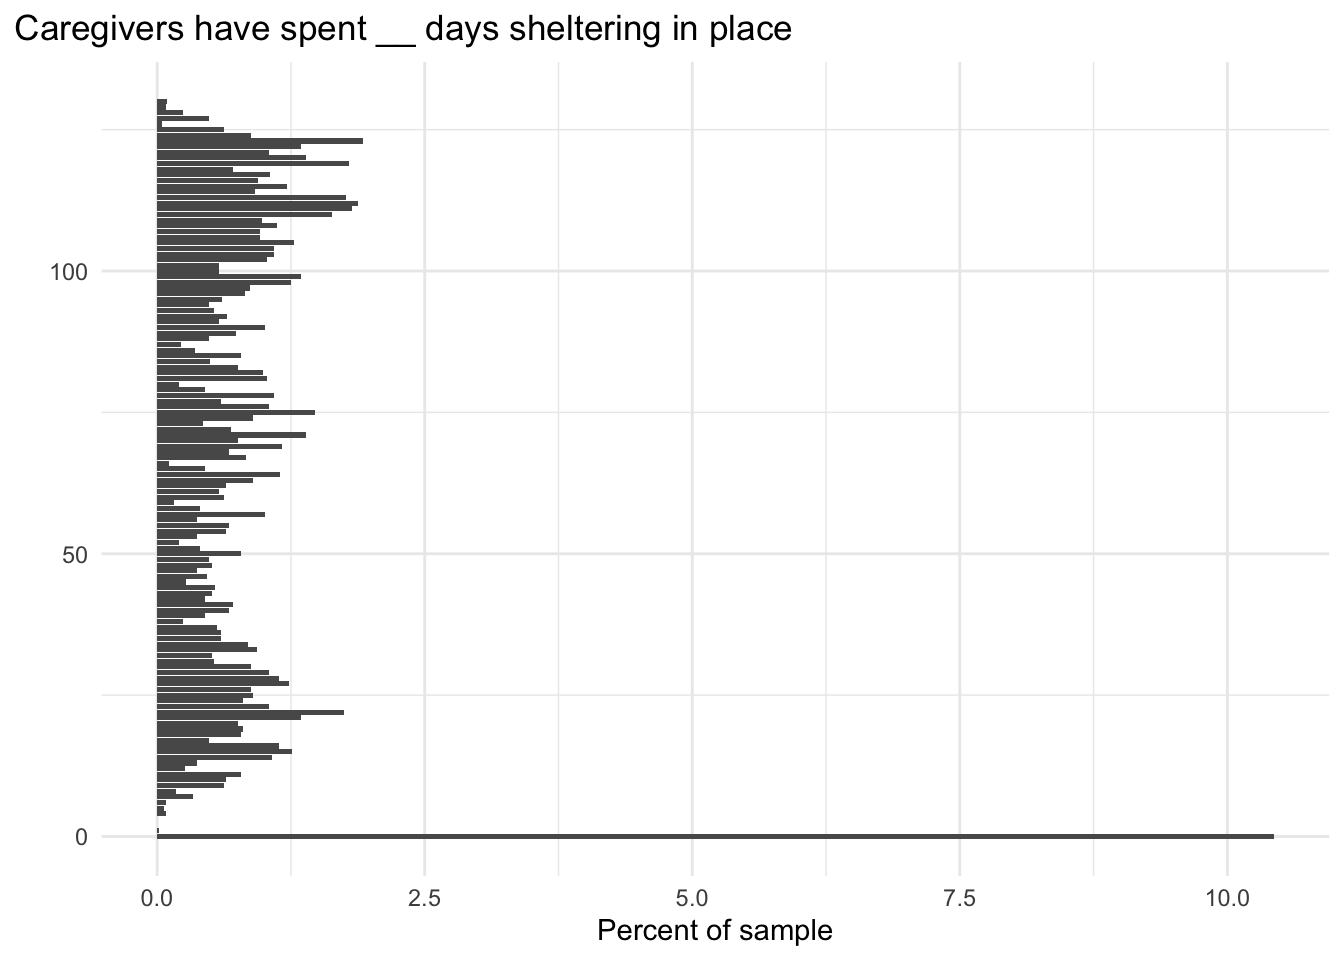 Caregivers have spent __ days sheltering in place
100
50
0
0.0 2.5 5.0 7.5 10.0
Percent of sample